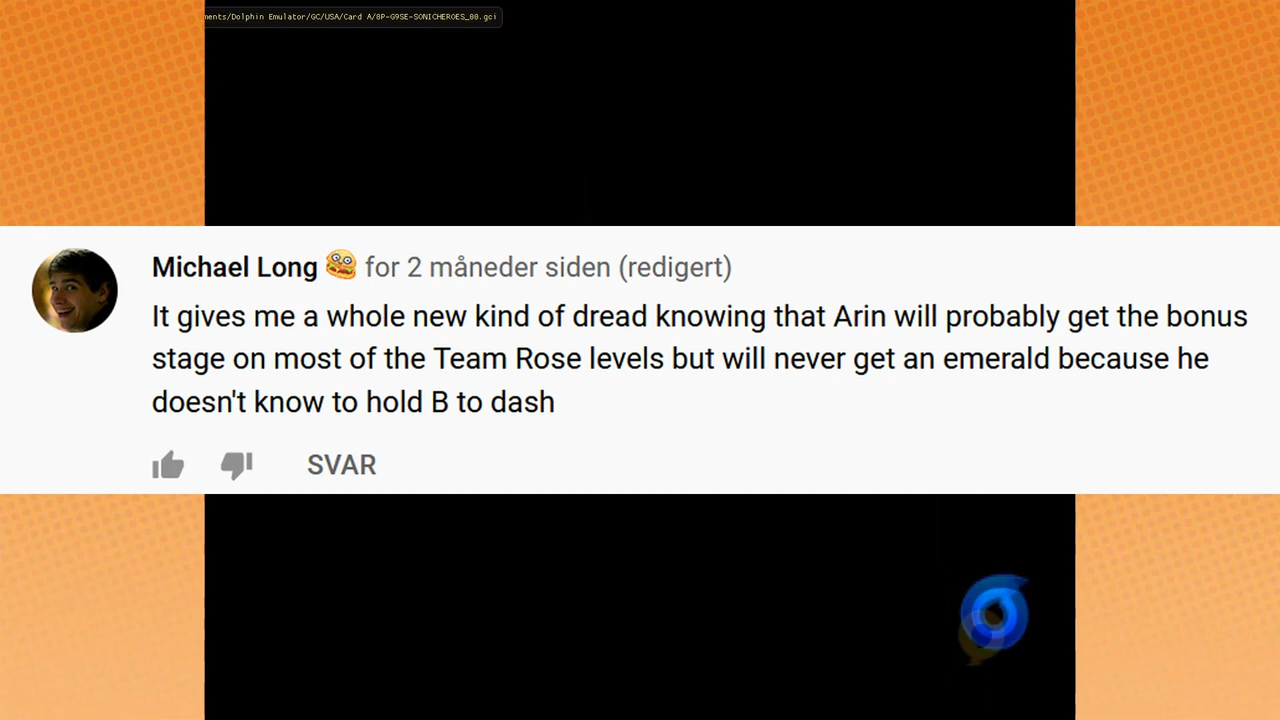 ments/Dolphin Emulator/GC/USA/Card A/8P-G9SE-SONICHEROES_00.gci
Michael Long for 2 måneder siden (redigert)
It gives me a whole new kind of dread knowing that Arin will probably get the bonus
stage on most of the Team Rose levels but will never get an emerald because he
doesn't know to hold B to dash
SVAR